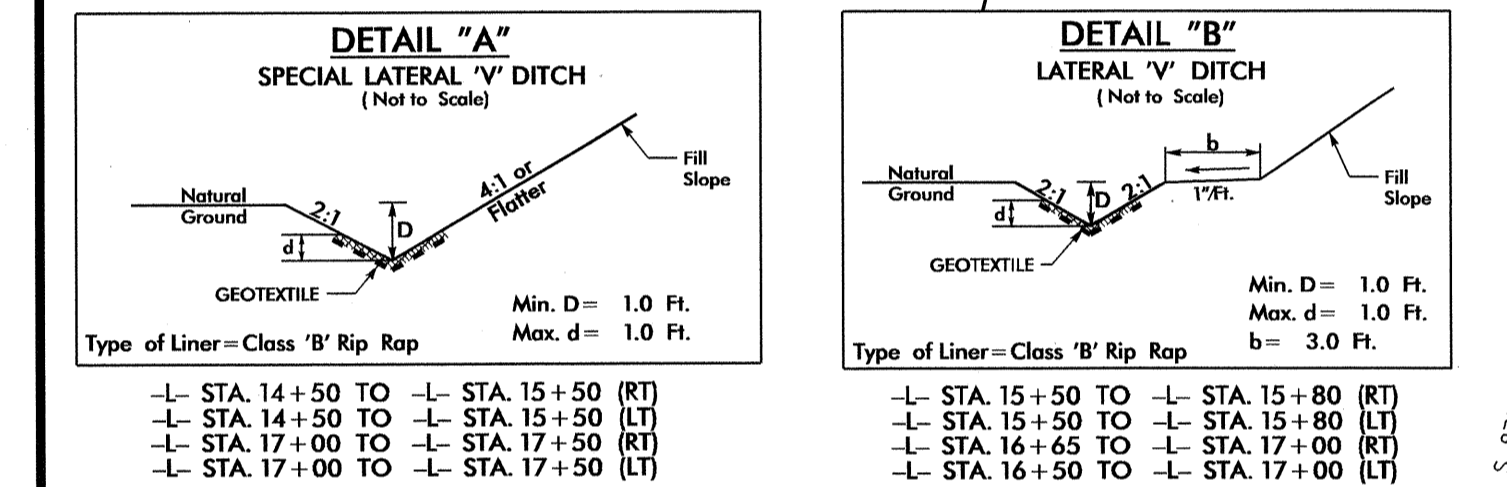 DETAIL "A"
SPECIAL LATERAL 'V' DITCH
( Not to Scale)
Natural
Ground
2:1
d
D
4:1 or
Flatter
Fill
Slope
GEOTEXTILE
Min. D= 1.0 Ft.
Max. d= 1.0 Ft.
Type of Liner=Class 'B' Rip Rap
-L- STA. 14+50 TO -L- STA. 15+50 (RT)
-L- STA. 14+50 TO -L- STA. 15+50 (LT)
-L- STA. 17+00 TO -L- STA. 17+50 (RT)
-L- STA. 17+00 TO -L- STA. 17+50 (LT)
DETAIL "B"
LATERAL 'V' DITCH
( Not to Scale)
Natural
Ground
2:1
d
D
2:1
b
1"/Ft.
Fill
Slope
GEOTEXTILE
Min. D= 1.0 Ft.
Max. d= 1.0 Ft.
b= 3.0 Ft.
Type of Liner=Class 'B' Rip Rap
-L- STA. 15+50 TO -L- STA. 15+80 (RT)
-L- STA. 15+50 TO -L- STA. 15+80 (LT)
-L- STA. 16+65 TO -L- STA. 17+00 (RT)
-L- STA. 16+50 TO -L- STA. 17+00 (LT)